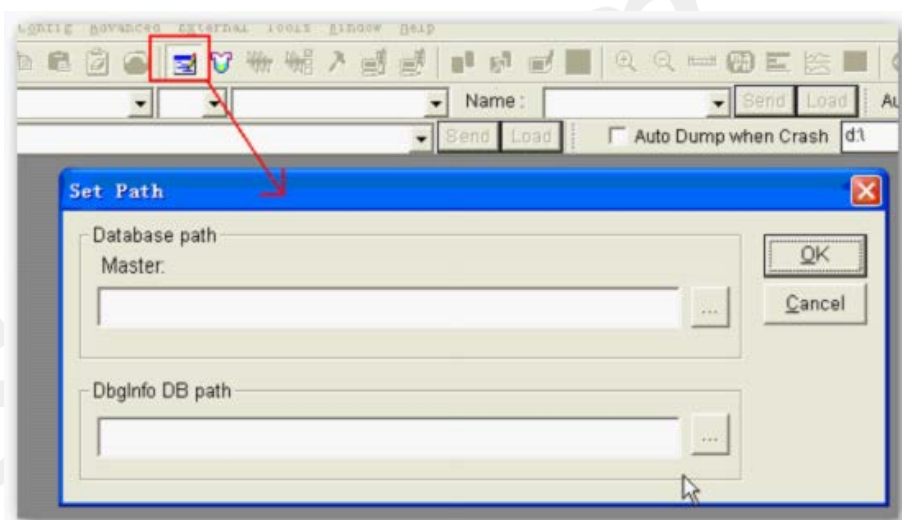 Config Advanced External Tools Window Help
Name : Send Load Au
Send Load Auto Dump when Crash d:\
Set Path
Database path
Master:
...
OK
Cancel
DbgInfo DB path
...